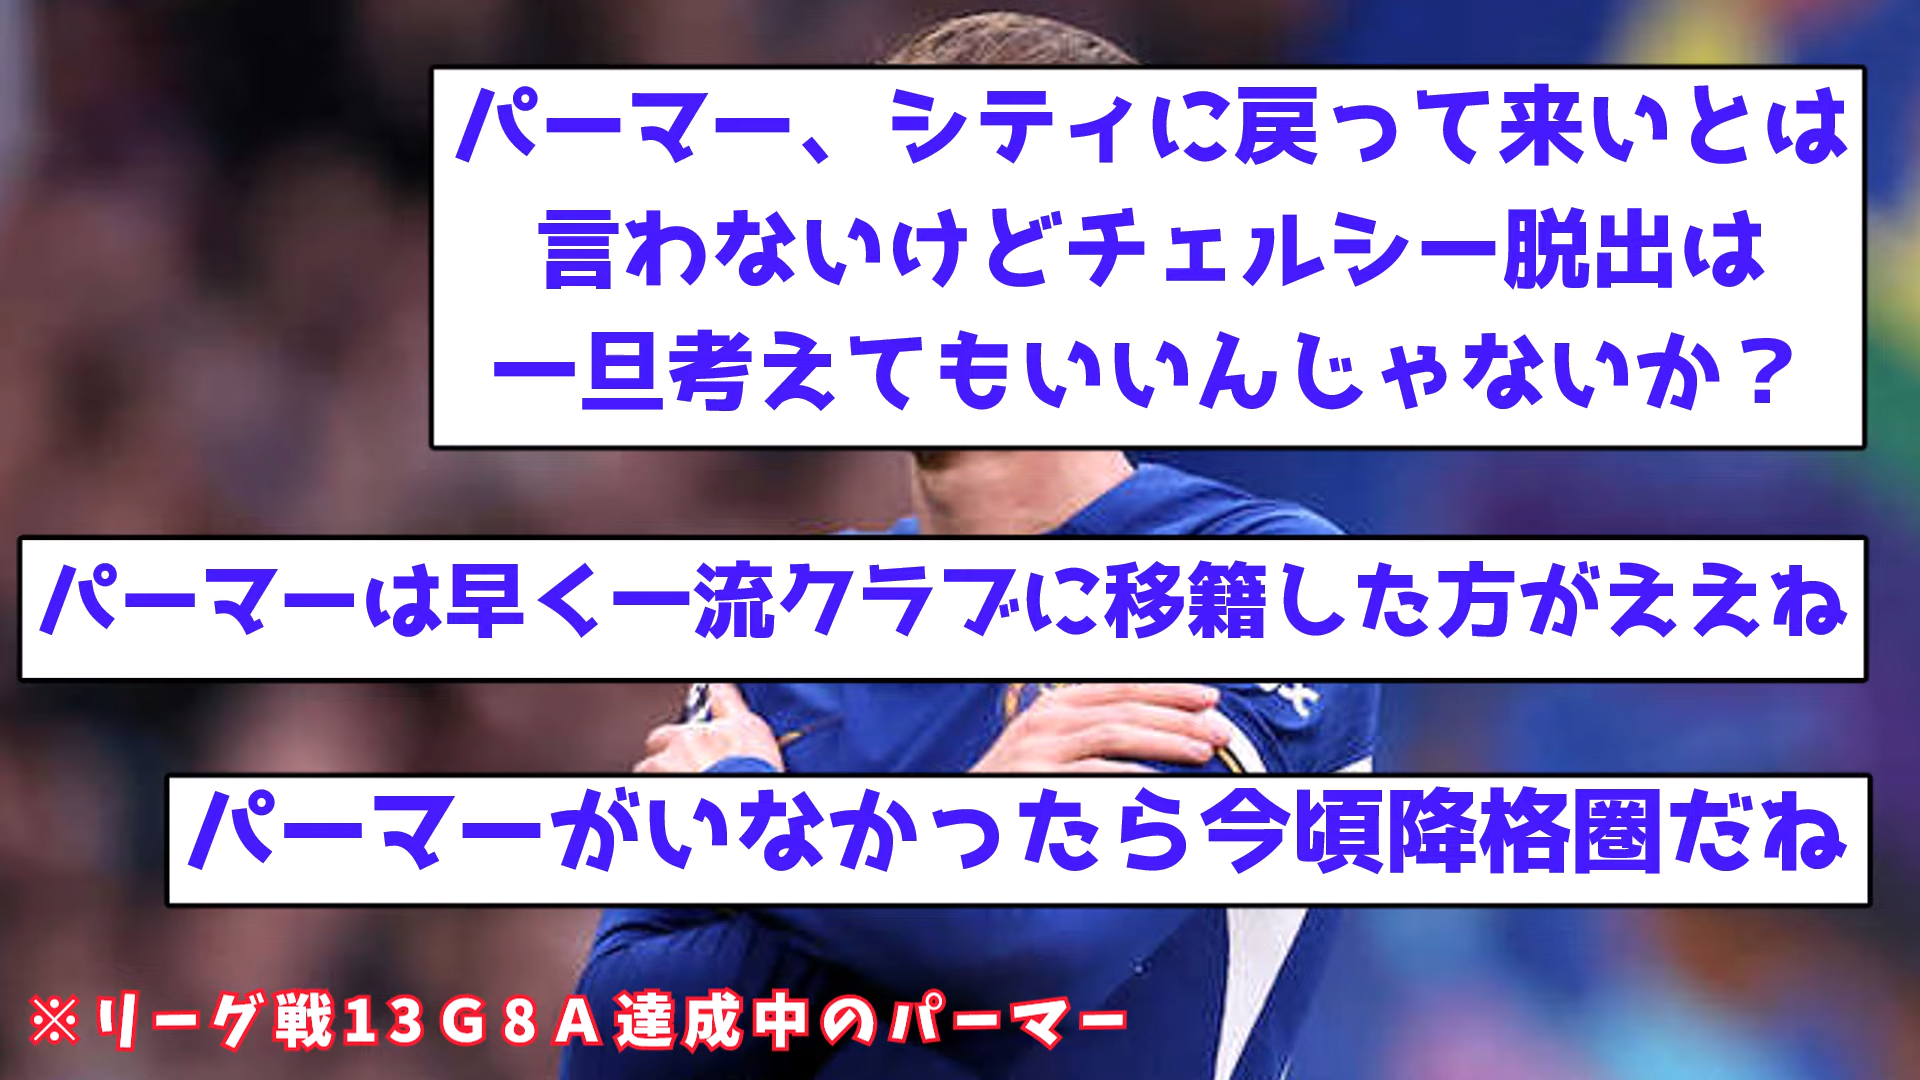 パーマー、シティに戻って来いとは
言わないけどチェルシー脱出は
一旦考えてもいいんじゃないか？
パーマーは早く一流クラブに移籍した方がええね
パーマーがいなかったら今頃降格圏だね
※リーグ戦13G8A達成中のパーマー